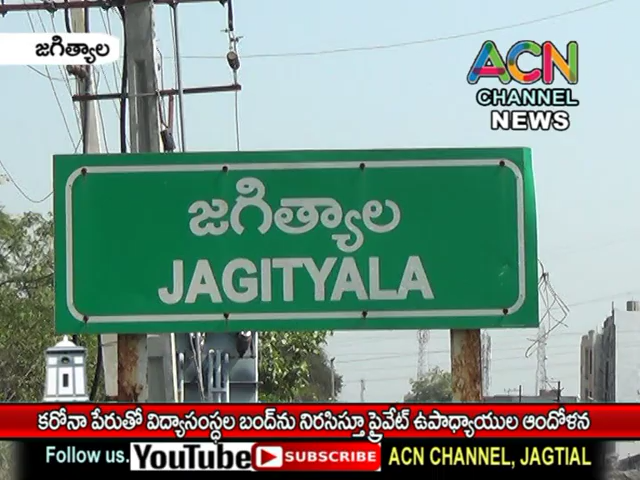 జగిత్యాల
ACN
CHANNEL
NEWS
జగిత్యాల
JAGITYALA
కరోనా పేరుతో విద్యాసంస్థల బంద్‌ను నిరసిస్తూ ప్రైవేట్ ఉపాధ్యాయుల ఆందోళన
Follow us. YouTube SUBSCRIBE ACN CHANNEL, JAGTIAL